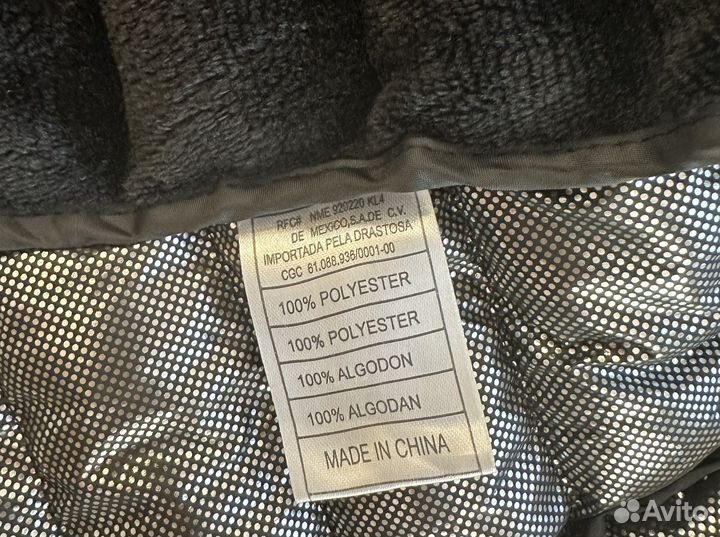 RFC# NME 920220 KL4
DE MEXICO,S.A.DE C.V.
IMPORTADA PELA DRASTOSA
CGC 61.088.936/0001-00
100% POLYESTER
100% POLYESTER
100% ALGODON
100% ALGODAN
MADE IN CHINA
Avito